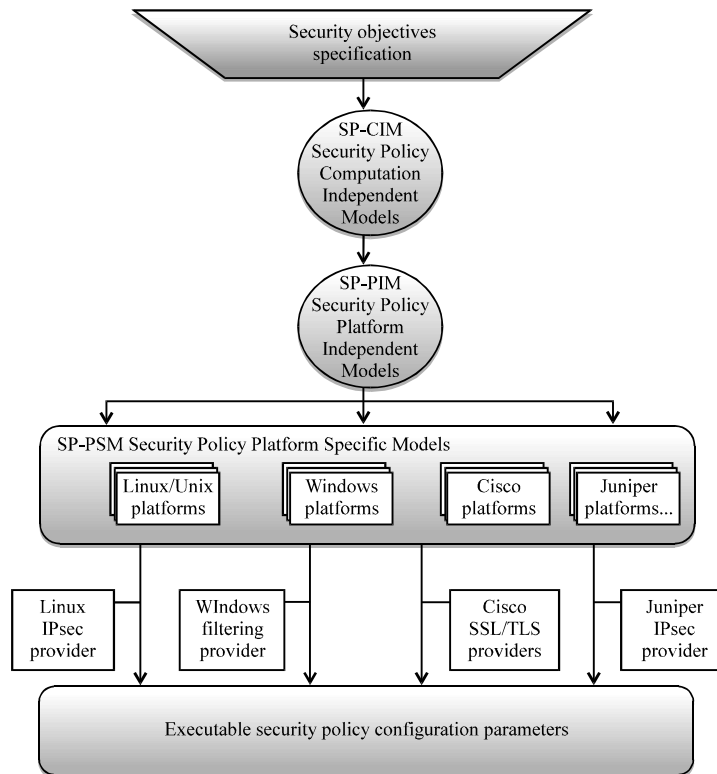 Security objectives
specification
SP-CIM
Security Policy
Computation
Independent
Models
SP-PIM
Security Policy
Platform
Independent
Models
SP-PSM Security Policy Platform Specific Models
Linux/Unix
platforms
Windows
platforms
Cisco
platforms
Juniper
platforms...
Linux
IPsec
provider
WIndows
filtering
provider
Cisco
SSL/TLS
providers
Juniper
IPsec
provider
Executable security policy configuration parameters